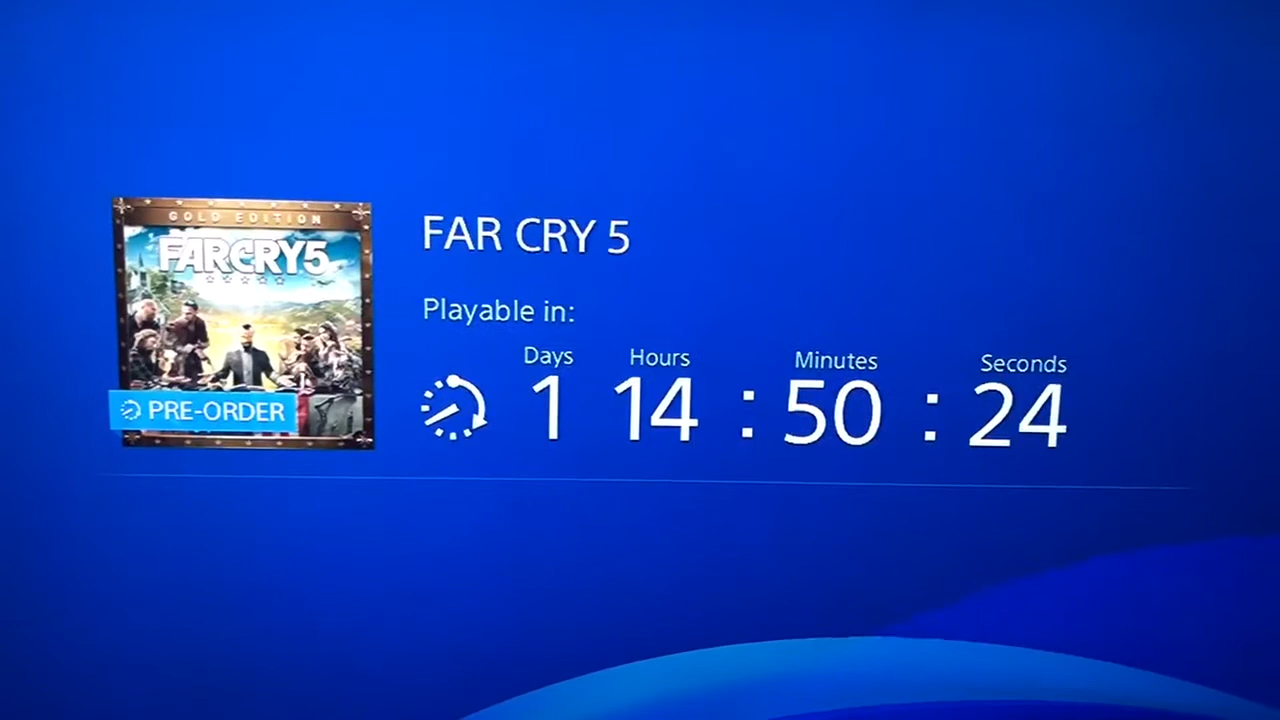 GOLD EDITION
FARCRY5
PRE-ORDER
FAR CRY 5
Playable in:
Days Hours Minutes Seconds
1 14 : 50 : 24